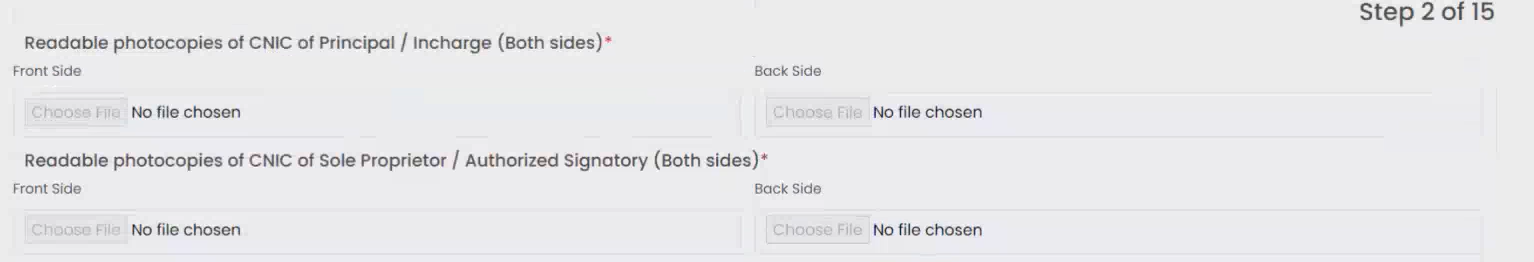 Step 2 of 15
Readable photocopies of CNIC of Principal / Incharge (Both sides)*
Front Side
Back Side
Choose File No file chosen
Choose File No file chosen
Readable photocopies of CNIC of Sole Proprietor / Authorized Signatory (Both sides)*
Front Side
Back Side
Choose File No file chosen
Choose File No file chosen